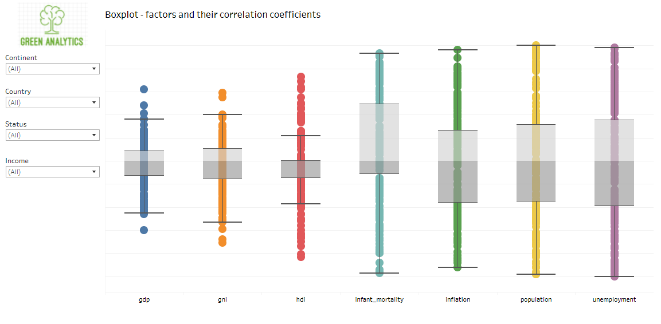 GREEN ANALYTICS
Boxplot - factors and their correlation coefficients
Continent
(All)
Country
(All)
Status
(All)
Income
(All)
gdp
gni
hdi
infant_mortality
inflation
population
unemployment